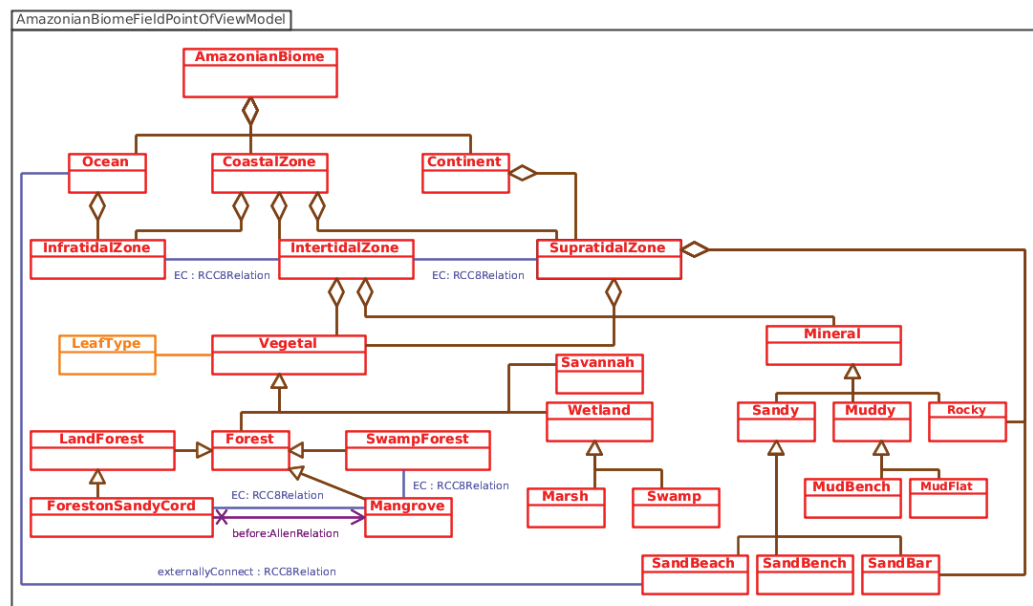 AmazonianBiomeFieldPointOfViewModel
AmazonianBiome
Ocean
CoastalZone
Continent
InfratidalZone
IntertidalZone
SupratidalZone
EC : RCC8Relation
EC: RCC8Relation
LeafType
Vegetal
Mineral
Savannah
Wetland
Sandy
Muddy
Rocky
LandForest
Forest
SwampForest
EC: RCC8Relation
EC : RCC8Relation
ForestonSandyCord
Mangrove
before:AllenRelation
Marsh
Swamp
MudBench
MudFlat
externallyConnect : RCC8Relation
SandBeach
SandBench
SandBar